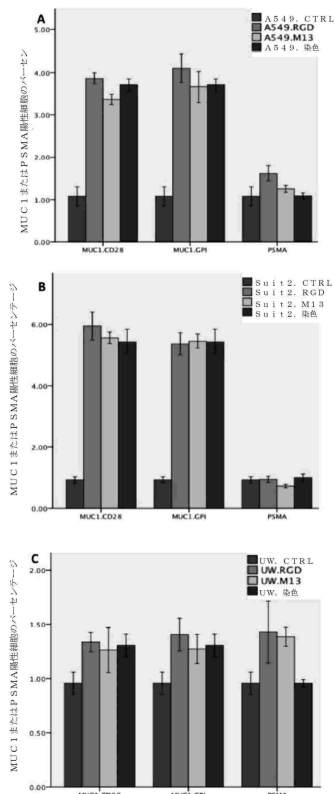 A
A549．CTRL
A549.RGD
A549.M13
A549．染色
MUC1またはPSMA陽性細胞のパーセン
5.00
4.00
3.00
2.00
1.00
0.00
MUC1.CD28
MUC1.GPI
PSMA
B
Suit2．CTRL
Suit2．RGD
Suit2．M13
Suit2．染色
MUC1またはPSMA陽性細胞のパーセンテージ
6.00
4.00
2.00
0.00
MUC1.CD28
MUC1.GPI
PSMA
C
UW．CTRL
UW.RGD
UW.M13
UW．染色
MUC1またはPSMA陽性細胞のパーセンテージ
2.00
1.50
1.00
0.50
0.00
MUC1.CD28
MUC1.GPI
PSMA